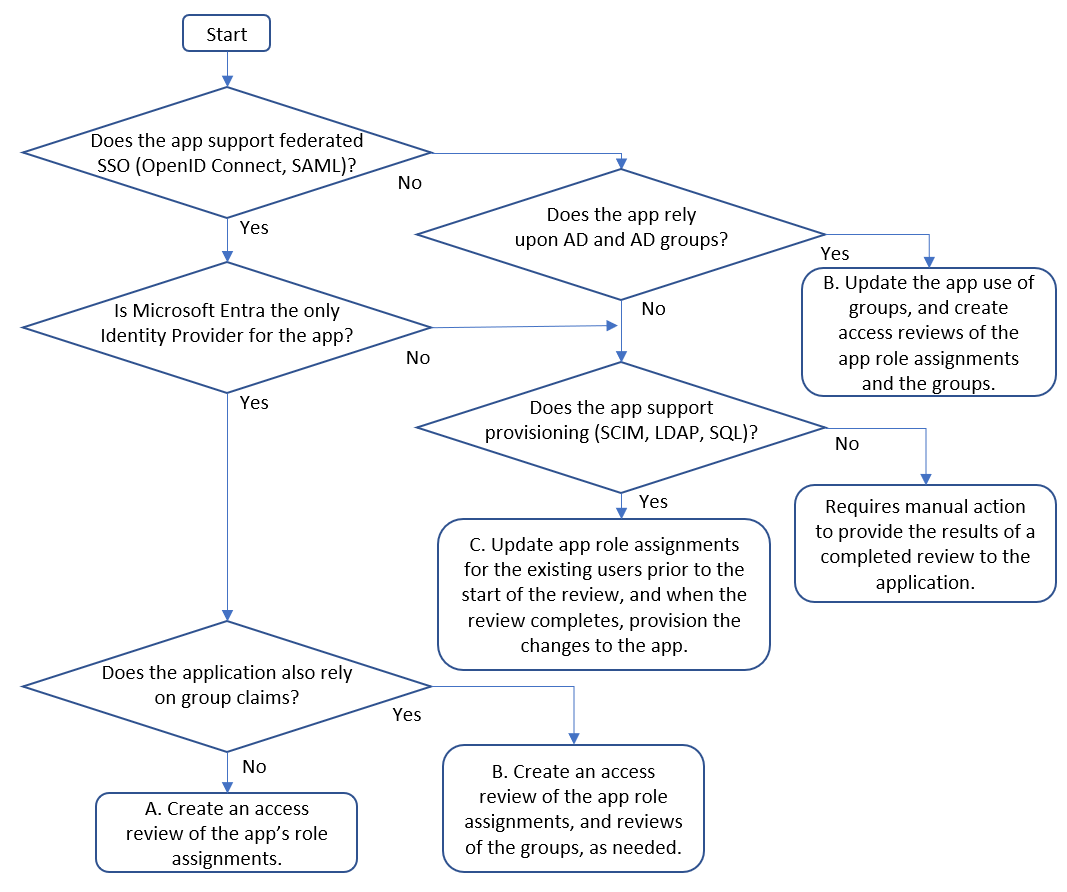 Start
Does the app support federated
SSO (OpenID Connect, SAML)?
No
Yes
Does the app rely
upon AD and AD groups?
Yes
No
B. Update the app use of
groups, and create
access reviews of the
app role assignments
and the groups.
Is Microsoft Entra the only
Identity Provider for the app?
No
Yes
Does the app support
provisioning (SCIM, LDAP, SQL)?
No
Yes
Requires manual action
to provide the results of a
completed review to the
application.
C. Update app role assignments
for the existing users prior to the
start of the review, and when the
review completes, provision the
changes to the app.
Does the application also rely
on group claims?
Yes
No
A. Create an access
review of the app’s role
assignments.
B. Create an access
review of the app role
assignments, and reviews
of the groups, as needed.